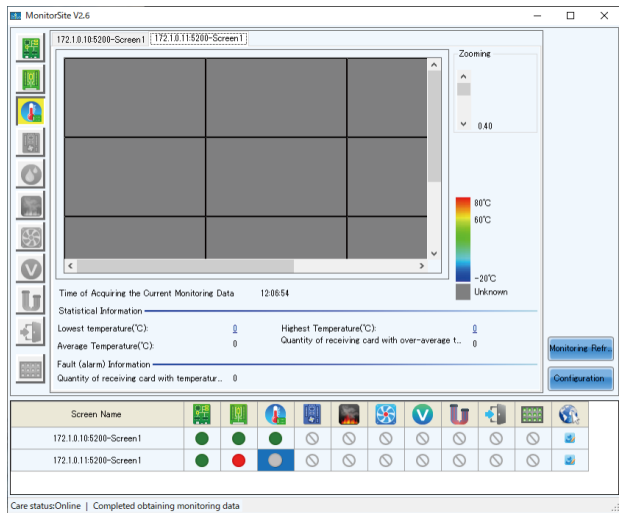 MonitorSite V2.6
172.1.0.10:5200-Screen1 172.1.0.11:5200-Screen1
Zooming
0.40
80℃
60℃
-20℃
Unknown
Time of Acquiring the Current Monitoring Data 12:06:54
Statistical Information
Lowest temperature(℃): 0 Highest Temperature(℃): 0
Average Temperature(℃): 0 Quantity of receiving card with over-average t... 0
Fault (alarm) Information
Quantity of receiving card with temperatur... 0
Monitoring Refr...
Configuration
Screen Name
172.1.0.10:5200-Screen1
172.1.0.11:5200-Screen1
Care status:Online | Completed obtaining monitoring data